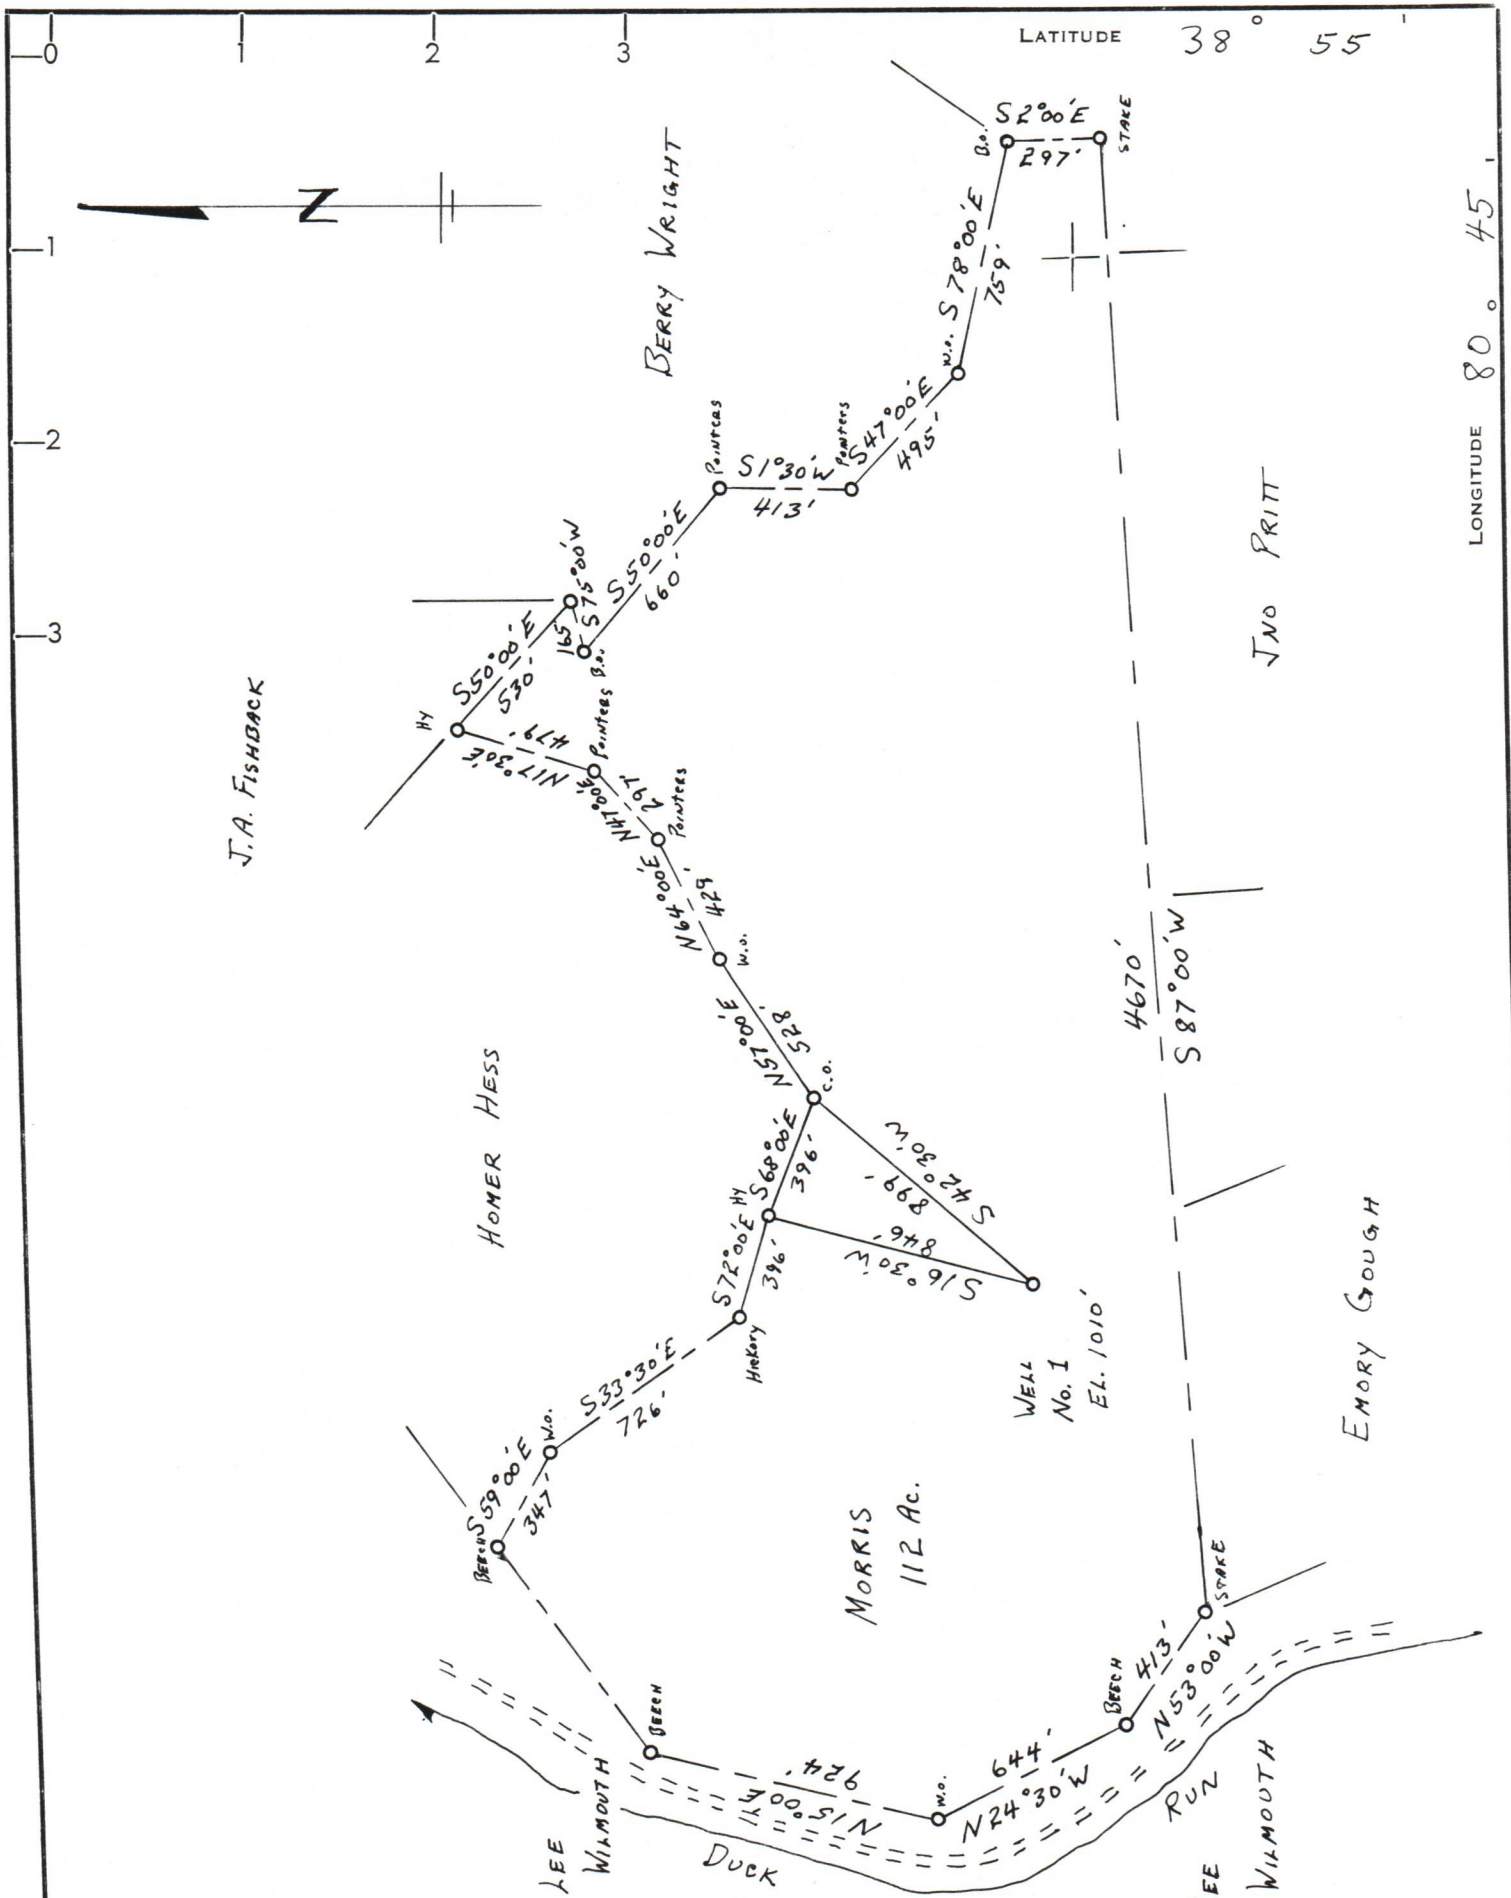 0
1
2
3
LATITUDE 38° 55'
1
2
3
LONGITUDE 80° 45'
N
BERRY WRIGHT
J.A. FISHBACK
HOMER HESS
JNO PRITT
EMORY GOUGH
B.O.
S2°00'E
297'
STAKE
S78°00'E
759'
W.O.
S47°00'E
495'
POINTERS
S1°30'W
413'
POINTERS
S50°00'E
660'
B.O.
S75°00'W
165'
S50°00'E
530'
HY
N17°30'E
479'
POINTERS
N47°00'E
297'
POINTERS
N64°00'E
429'
W.O.
N57°00'E
528'
C.O.
S68°00'E
396'
HY
S72°00'E
396'
HICKORY
S33°30'E
726'
W.O.
S59°00'E
347'
BEECH
S42°30'W
899'
S16°30'W
846'
WELL
No. 1
EL. 1010'
4670'
S87°00'W
MORRIS
112 AC.
STAKE
413'
N53°00'W
BEECH
644'
N24°30'W
W.O.
924'
N15°00'E
BEECH
LEE
WILMOUTH
DUCK
RUN
EE
WILMOUTH